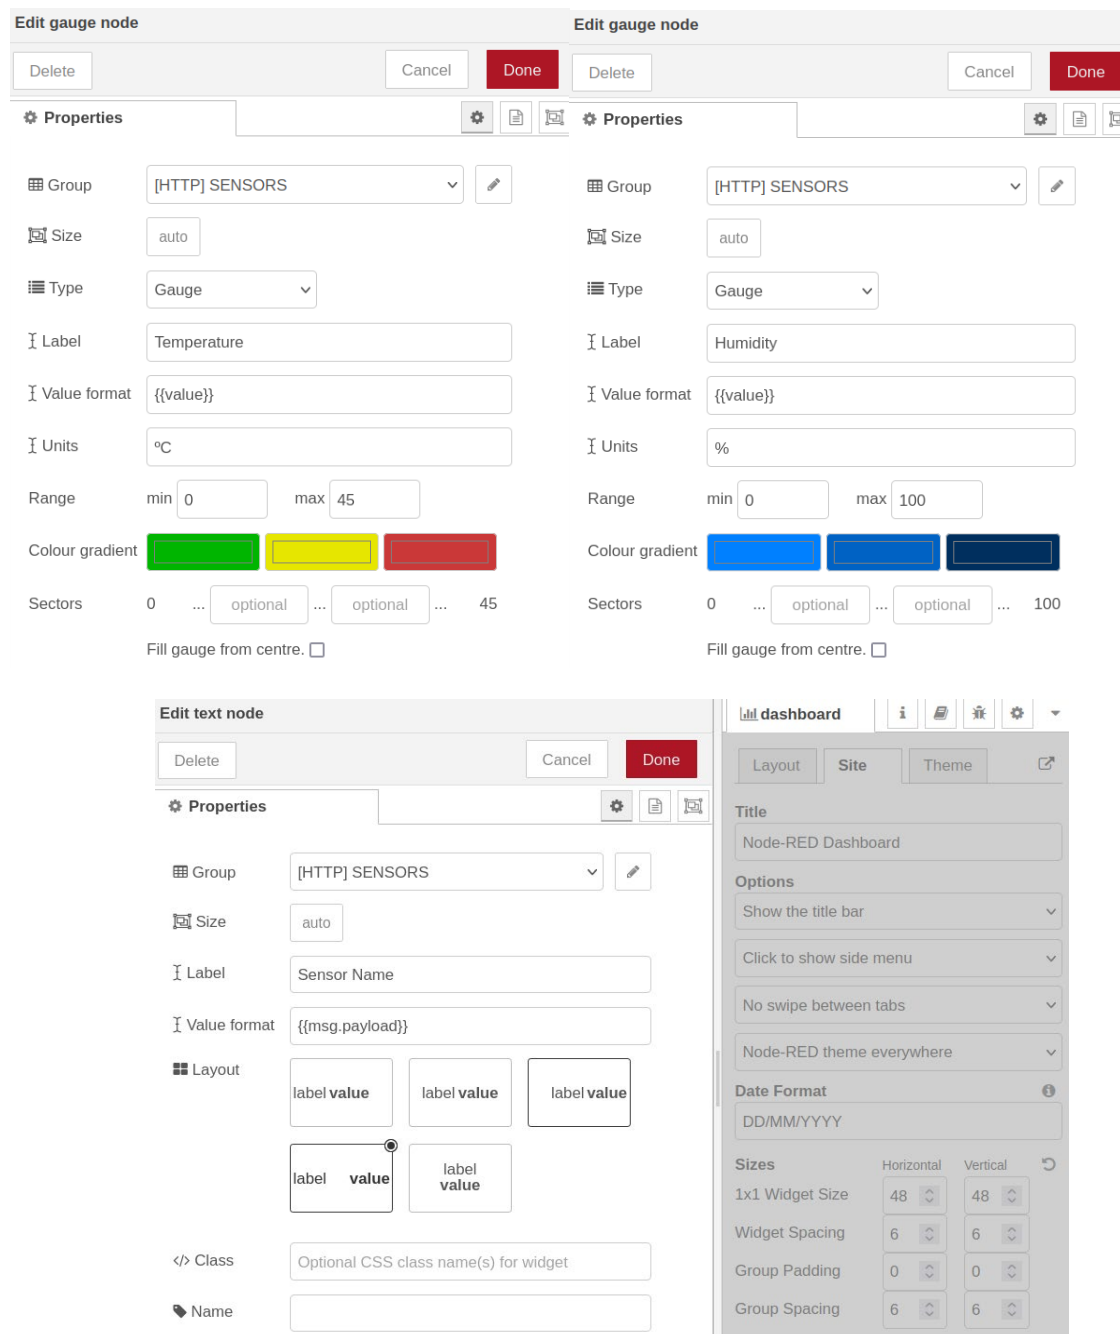 Edit gauge node
Delete Cancel Done
Properties
Group [HTTP] SENSORS
Size auto
Type Gauge
Label Temperature
Value format {{value}}
Units ºC
Range min 0 max 45
Colour gradient
Sectors 0 ... optional ... optional ... 45
Fill gauge from centre.
Edit gauge node
Delete Cancel Done
Properties
Group [HTTP] SENSORS
Size auto
Type Gauge
Label Humidity
Value format {{value}}
Units %
Range min 0 max 100
Colour gradient
Sectors 0 ... optional ... optional ... 100
Fill gauge from centre.
Edit text node
Delete Cancel Done
Properties
Group [HTTP] SENSORS
Size auto
Label Sensor Name
Value format {{msg.payload}}
Layout
label value label value label value
label value label
value
</> Class Optional CSS class name(s) for widget
Name
dashboard i
Layout Site Theme
Title
Node-RED Dashboard
Options
Show the title bar
Click to show side menu
No swipe between tabs
Node-RED theme everywhere
Date Format
DD/MM/YYYY
Sizes Horizontal Vertical
1x1 Widget Size 48 48
Widget Spacing 6 6
Group Padding 0 0
Group Spacing 6 6